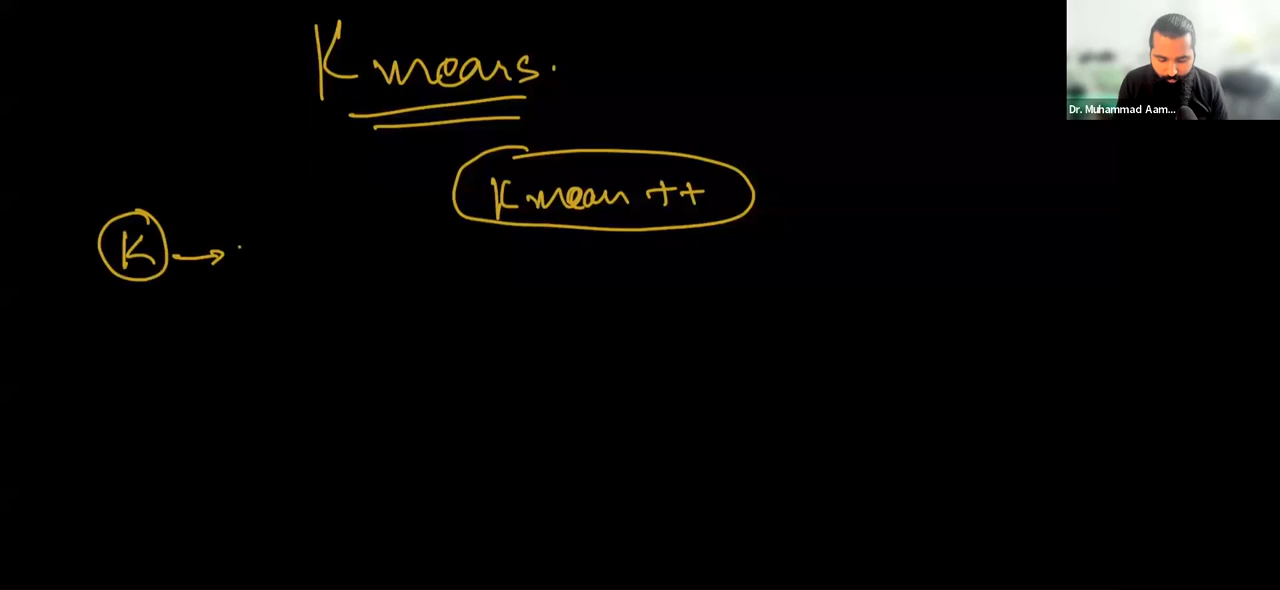 K means.
Dr. Muhammad Aam...
K mean ++
K →